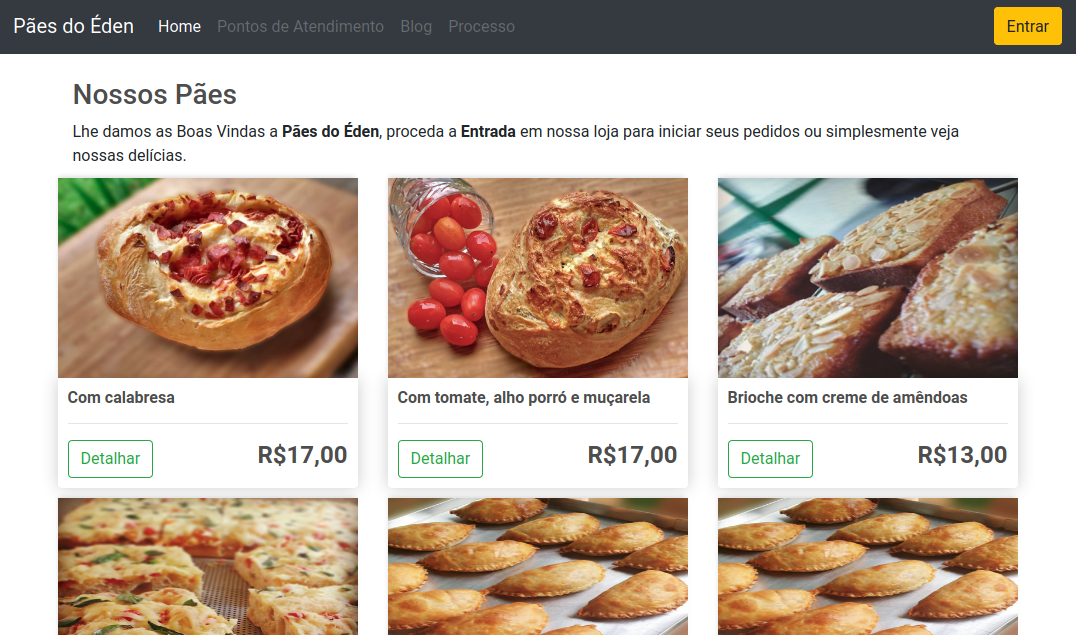 Pães do Éden Home Pontos de Atendimento Blog Processo Entrar
Nossos Pães
Lhe damos as Boas Vindas a Pães do Éden, proceda a Entrada em nossa loja para iniciar seus pedidos ou simplesmente veja
nossas delícias.
Com calabresa
Detalhar R$17,00
Com tomate, alho porró e muçarela
Detalhar R$17,00
Brioche com creme de amêndoas
Detalhar R$13,00